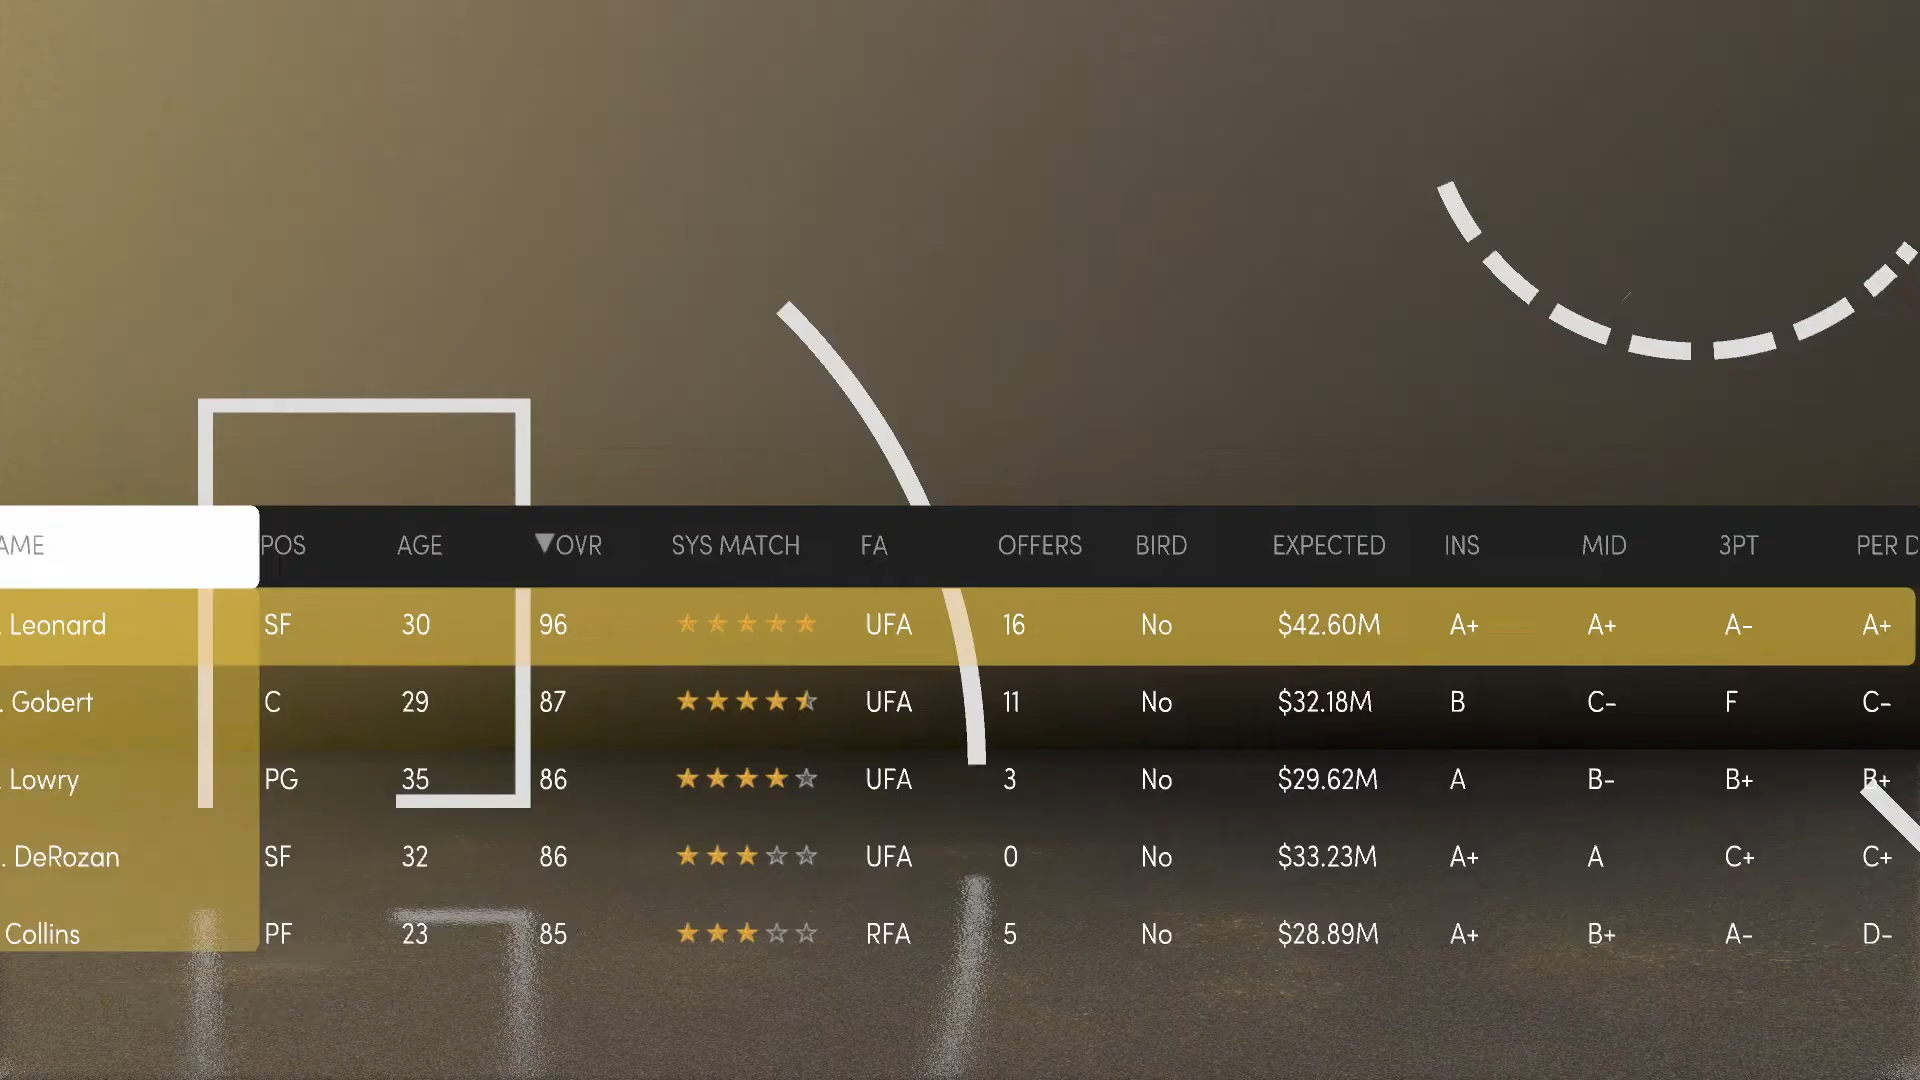 AME POS AGE ▼OVR SYS MATCH FA OFFERS BIRD EXPECTED INS MID 3PT PER D
. Leonard SF 30 96 ★★★★★ UFA 16 No $42.60M A+ A+ A- A+
. Gobert C 29 87 UFA 11 No $32.18M B C- F C-
. Lowry PG 35 86 ★★★★☆ UFA 3 No $29.62M A B- B+ B+
. DeRozan SF 32 86 ★★★☆☆ UFA 0 No $33.23M A+ A C+ C+
Collins PF 23 85 ★★★☆☆ RFA 5 No $28.89M A+ B+ A- D-